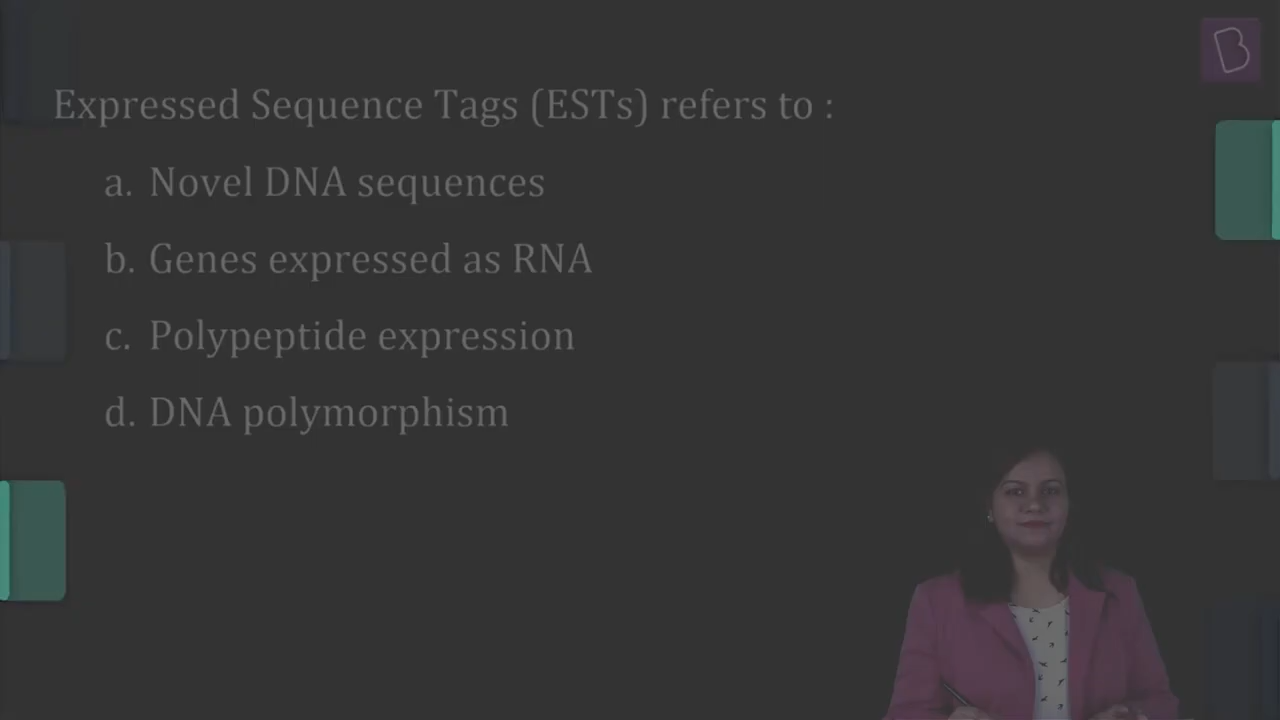 Expressed Sequence Tags (ESTs) refers to :
a. Novel DNA sequences
b. Genes expressed as RNA
c. Polypeptide expression
d. DNA polymorphism
B